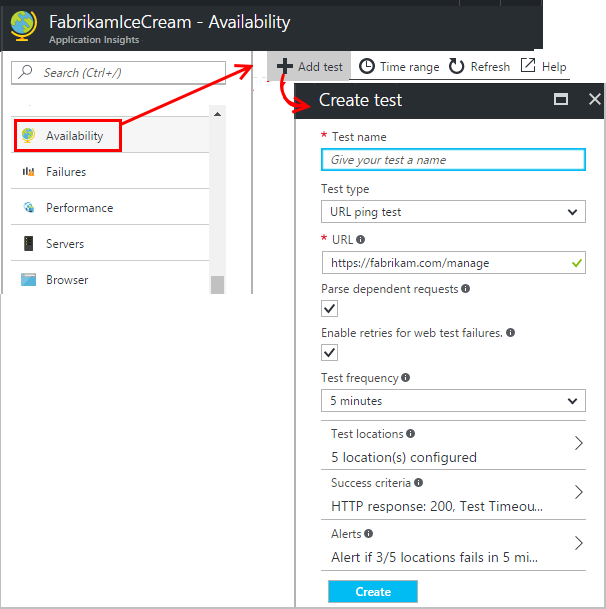 FabrikamIceCream - Availability
Application Insights
Search (Ctrl+/)
Add test
Time range
Refresh
Help
Availability
Failures
Performance
Servers
Browser
Create test
* Test name
Give your test a name
Test type
URL ping test
* URL
https://fabrikam.com/manage
Parse dependent requests
Enable retries for web test failures.
Test frequency
5 minutes
Test locations
5 location(s) configured
Success criteria
HTTP response: 200, Test Timeou...
Alerts
Alert if 3/5 locations fails in 5 mi...
Create